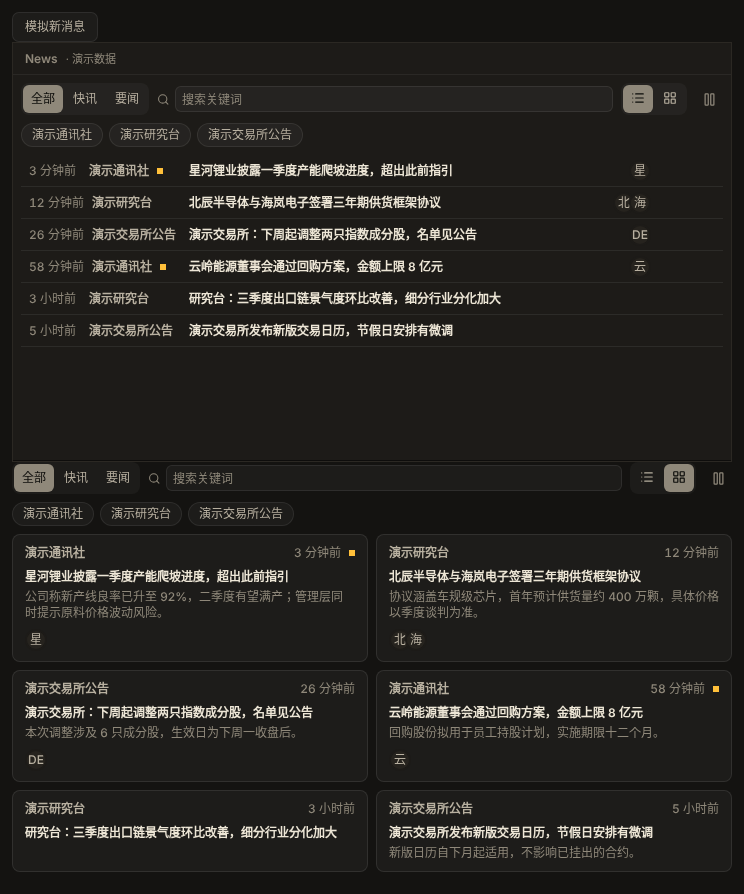 模拟新消息
News · 演示数据
全部 快讯 要闻 搜索关键词
演示通讯社 演示研究台 演示交易所公告
3 分钟前 演示通讯社 星河锂业披露一季度产能爬坡进度，超出此前指引 星
12 分钟前 演示研究台 北辰半导体与海岚电子签署三年期供货框架协议 北 海
26 分钟前 演示交易所公告 演示交易所：下周起调整两只指数成分股，名单见公告 DE
58 分钟前 演示通讯社 云岭能源董事会通过回购方案，金额上限 8 亿元 云
3 小时前 演示研究台 研究台：三季度出口链景气度环比改善，细分行业分化加大
5 小时前 演示交易所公告 演示交易所发布新版交易日历，节假日安排有微调
全部 快讯 要闻 搜索关键词
演示通讯社 演示研究台 演示交易所公告
演示通讯社 3 分钟前
星河锂业披露一季度产能爬坡进度，超出此前指引
公司称新产线良率已升至 92%，二季度有望满产；管理层同
时提示原料价格波动风险。
星
演示研究台 12 分钟前
北辰半导体与海岚电子签署三年期供货框架协议
协议涵盖车规级芯片，首年预计供货量约 400 万颗，具体价格
以季度谈判为准。
北 海
演示交易所公告 26 分钟前
演示交易所：下周起调整两只指数成分股，名单见公告
本次调整涉及 6 只成分股，生效日为下周一收盘后。
DE
演示通讯社 58 分钟前
云岭能源董事会通过回购方案，金额上限 8 亿元
回购股份拟用于员工持股计划，实施期限十二个月。
云
演示研究台 3 小时前
研究台：三季度出口链景气度环比改善，细分行业分化加大
演示交易所公告 5 小时前
演示交易所发布新版交易日历，节假日安排有微调
新版日历自下月起适用，不影响已挂出的合约。